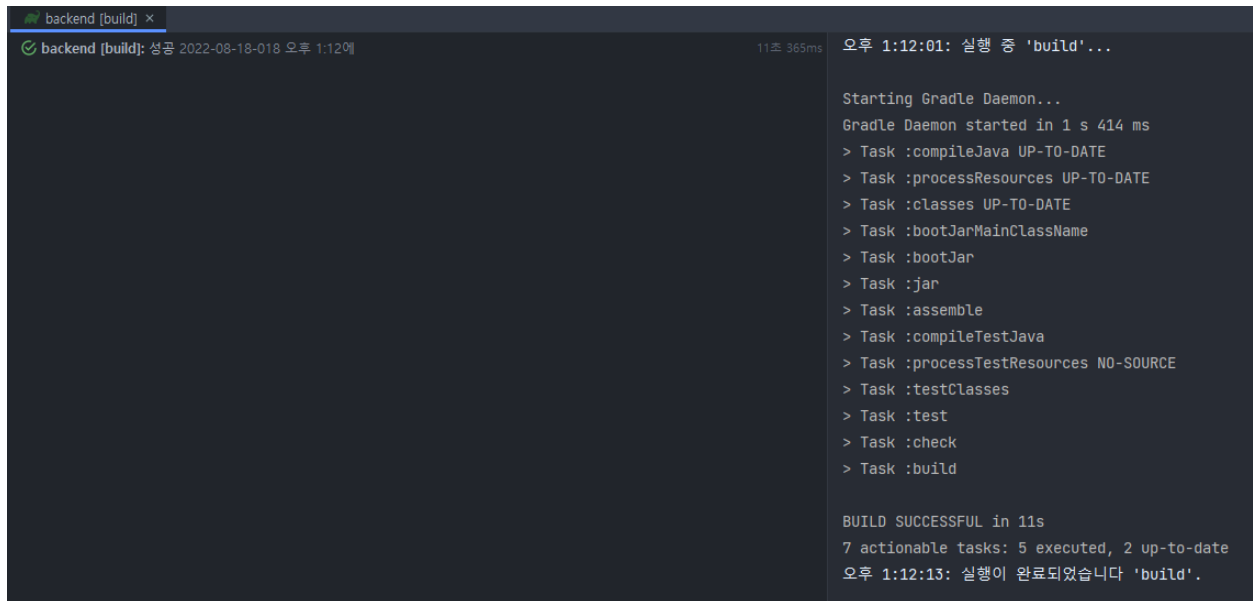 backend [build] ×
backend [build]: 성공 2022-08-18-018 오후 1:12에 11초 365ms
오후 1:12:01: 실행 중 'build'...
Starting Gradle Daemon...
Gradle Daemon started in 1 s 414 ms
> Task :compileJava UP-TO-DATE
> Task :processResources UP-TO-DATE
> Task :classes UP-TO-DATE
> Task :bootJarMainClassName
> Task :bootJar
> Task :jar
> Task :assemble
> Task :compileTestJava
> Task :processTestResources NO-SOURCE
> Task :testClasses
> Task :test
> Task :check
> Task :build
BUILD SUCCESSFUL in 11s
7 actionable tasks: 5 executed, 2 up-to-date
오후 1:12:13: 실행이 완료되었습니다 'build'.